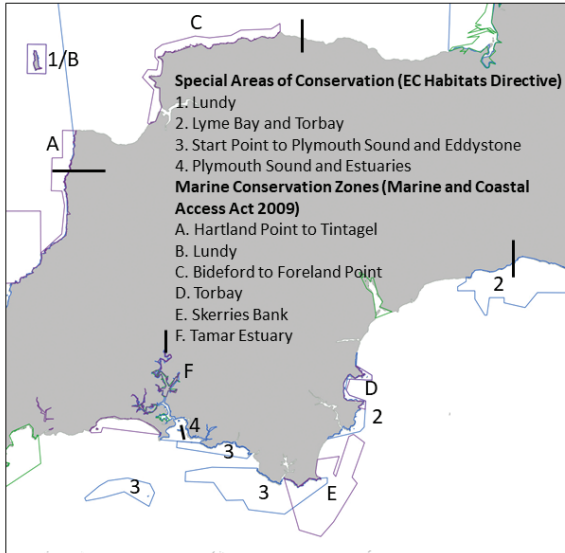 C
1/B
Special Areas of Conservation (EC Habitats Directive)
1. Lundy
2. Lyme Bay and Torbay
3. Start Point to Plymouth Sound and Eddystone
4. Plymouth Sound and Estuaries
Marine Conservation Zones (Marine and Coastal
Access Act 2009)
A. Hartland Point to Tintagel
B. Lundy
C. Bideford to Foreland Point
D. Torbay
E. Skerries Bank
F. Tamar Estuary
A
2
F
D
2
4
3
3
3
E